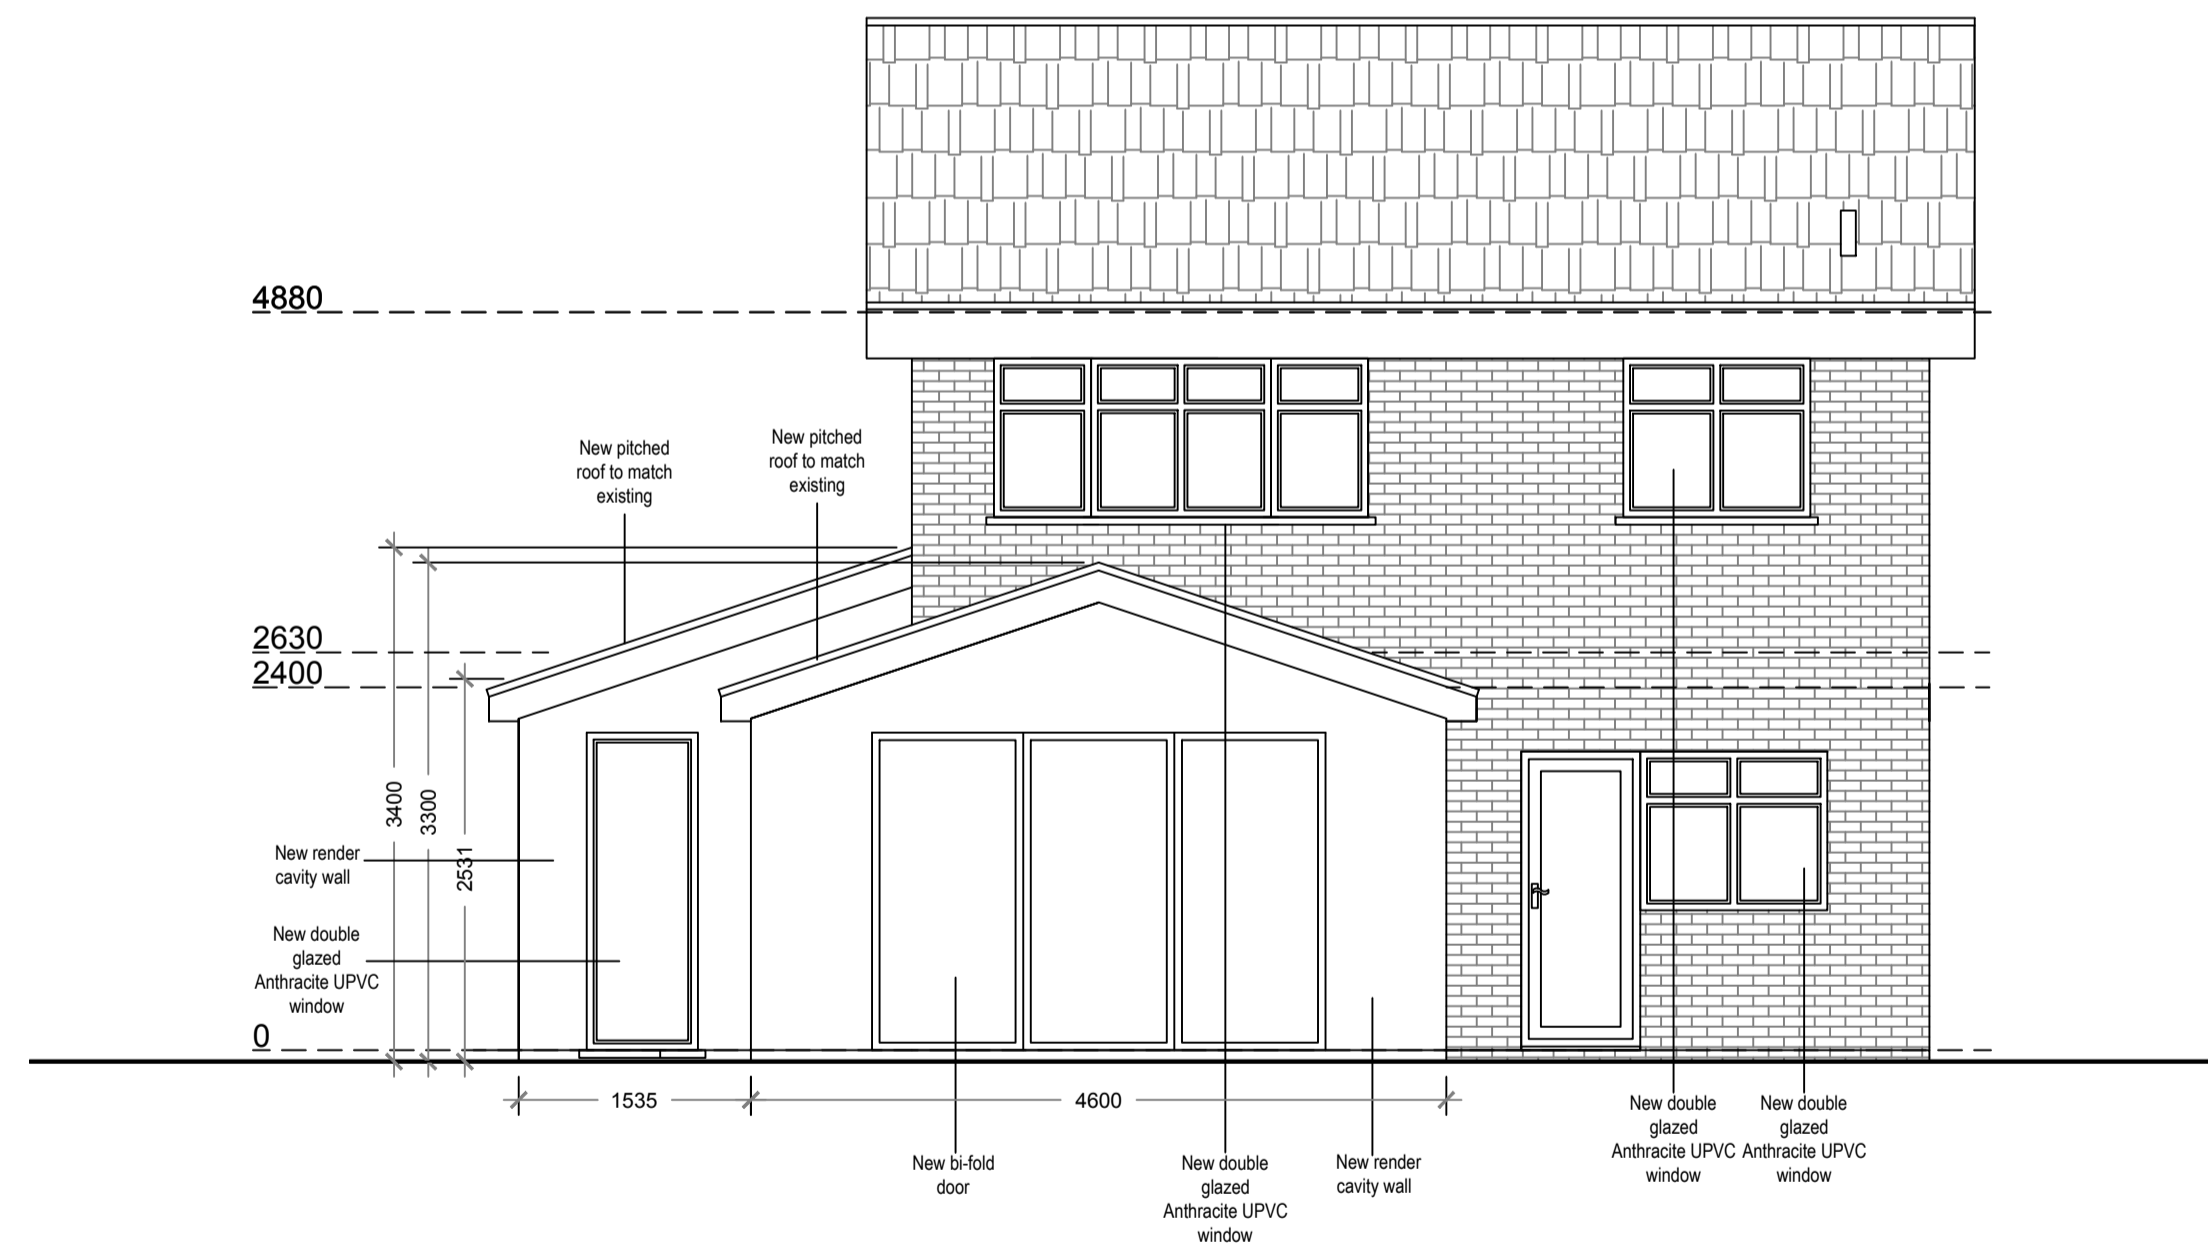 4880
New pitched
roof to match
existing
New pitched
roof to match
existing
2630
2400
3400
3300
2531
New render
cavity wall
New double
glazed
Anthracite UPVC
window
0
1535
4600
New bi-fold
door
New double
glazed
Anthracite UPVC
window
New render
cavity wall
New double
glazed
Anthracite UPVC
window
New double
glazed
Anthracite UPVC
window